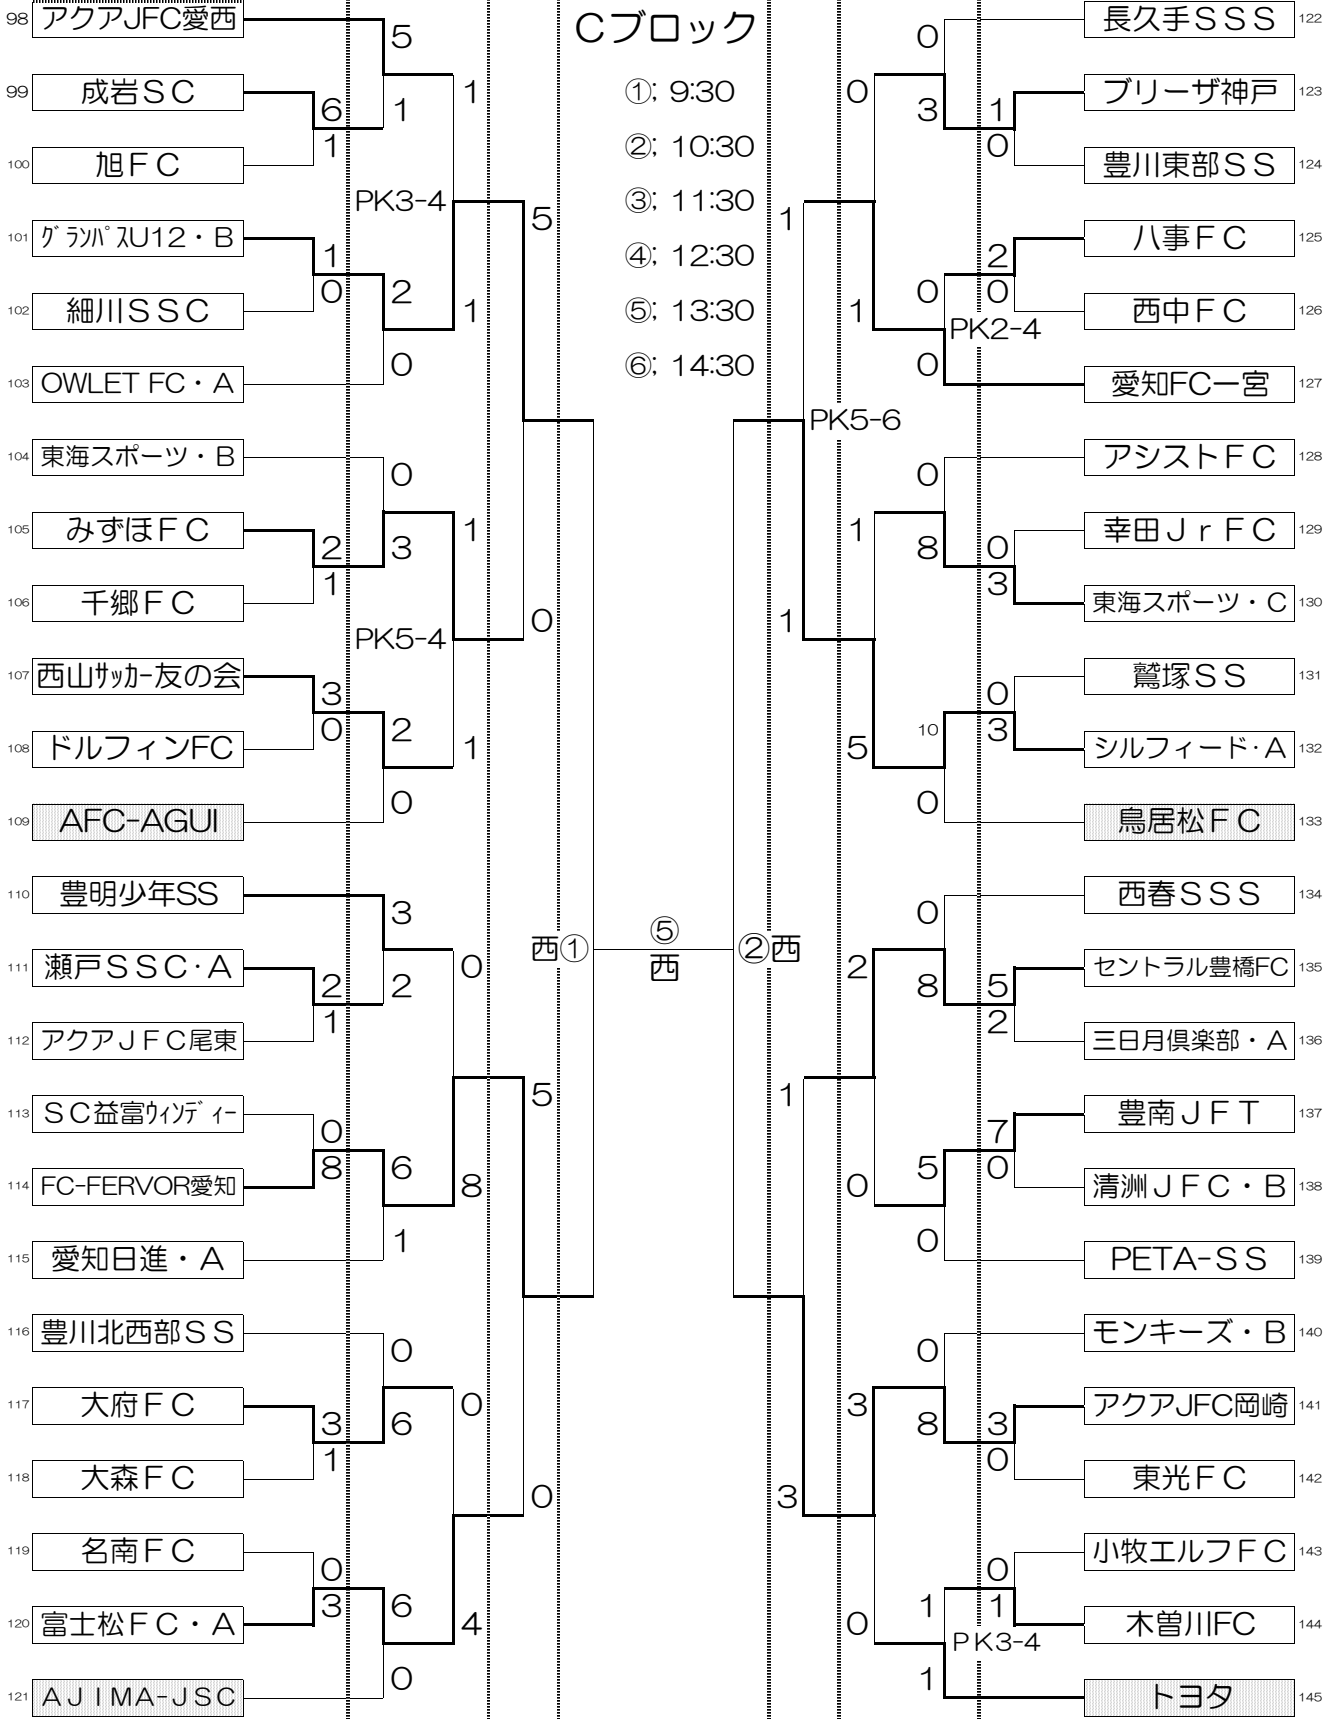 Cブロック
①; 9:30
②; 10:30
③; 11:30
④; 12:30
⑤; 13:30
⑥; 14:30
98 アクアJFC愛西
99 成岩SC
100 旭FC
101 グランパスU12・B
102 細川SSC
103 OWLET FC・A
104 東海スポーツ・B
105 みずほFC
106 千郷FC
107 西山サッカー友の会
108 ドルフィンFC
109 AFC-AGUI
110 豊明少年SS
111 瀬戸SSC・A
112 アクアJFC尾東
113 SC益富ウィンディー
114 FC-FERVOR愛知
115 愛知日進・A
116 豊川北西部SS
117 大府FC
118 大森FC
119 名南FC
120 富士松FC・A
121 AJIMA-JSC
6
1
1
0
2
1
3
0
2
1
0
8
3
1
0
3
5
1
2
0
0
3
2
0
3
2
6
1
0
6
6
0
1
PK3-4
1
1
PK5-4
1
0
8
0
4
5
0
5
0
西①
⑤
西
②西
1
PK5-6
1
1
3
0
1
1
5
2
0
3
0
0
3
0
PK2-4
0
0
8
10
0
0
8
5
0
0
8
1
PK3-4
1
1
0
2
0
0
3
0
3
5
2
7
0
3
0
0
1
長久手SSS 122
ブリーザ神戸 123
豊川東部SS 124
八事FC 125
西中FC 126
愛知FC一宮 127
アシストFC 128
幸田JrFC 129
東海スポーツ・C 130
鷲塚SS 131
シルフィード・A 132
鳥居松FC 133
西春SSS 134
セントラル豊橋FC 135
三日月倶楽部・A 136
豊南JFT 137
清洲JFC・B 138
PETA-SS 139
モンキーズ・B 140
アクアJFC岡崎 141
東光FC 142
小牧エルフFC 143
木曽川FC 144
トヨタ 145